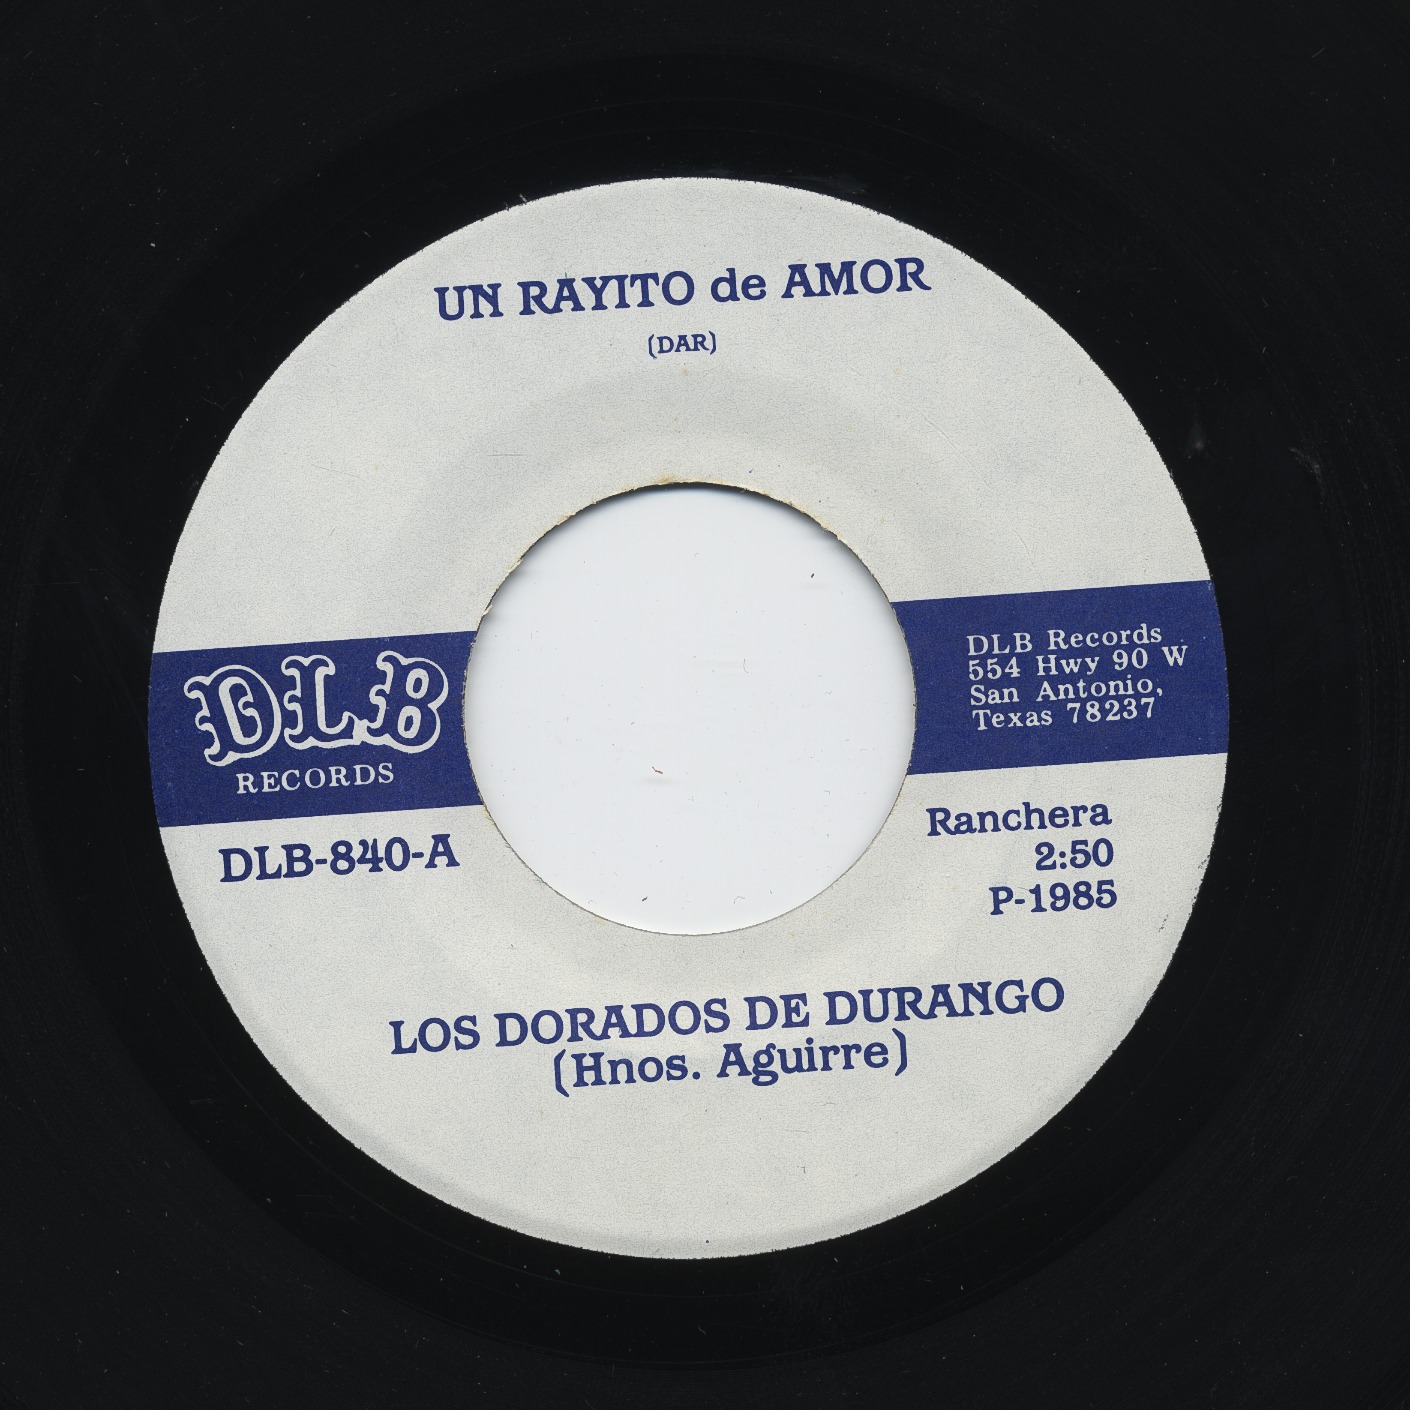 UN RAYITO de AMOR
(DAR)
DLB
RECORDS
DLB-840-A
DLB Records
554 Hwy 90 W
San Antonio,
Texas 78237
Ranchera
2:50
P-1985
LOS DORADOS DE DURANGO
(Hnos. Aguirre)